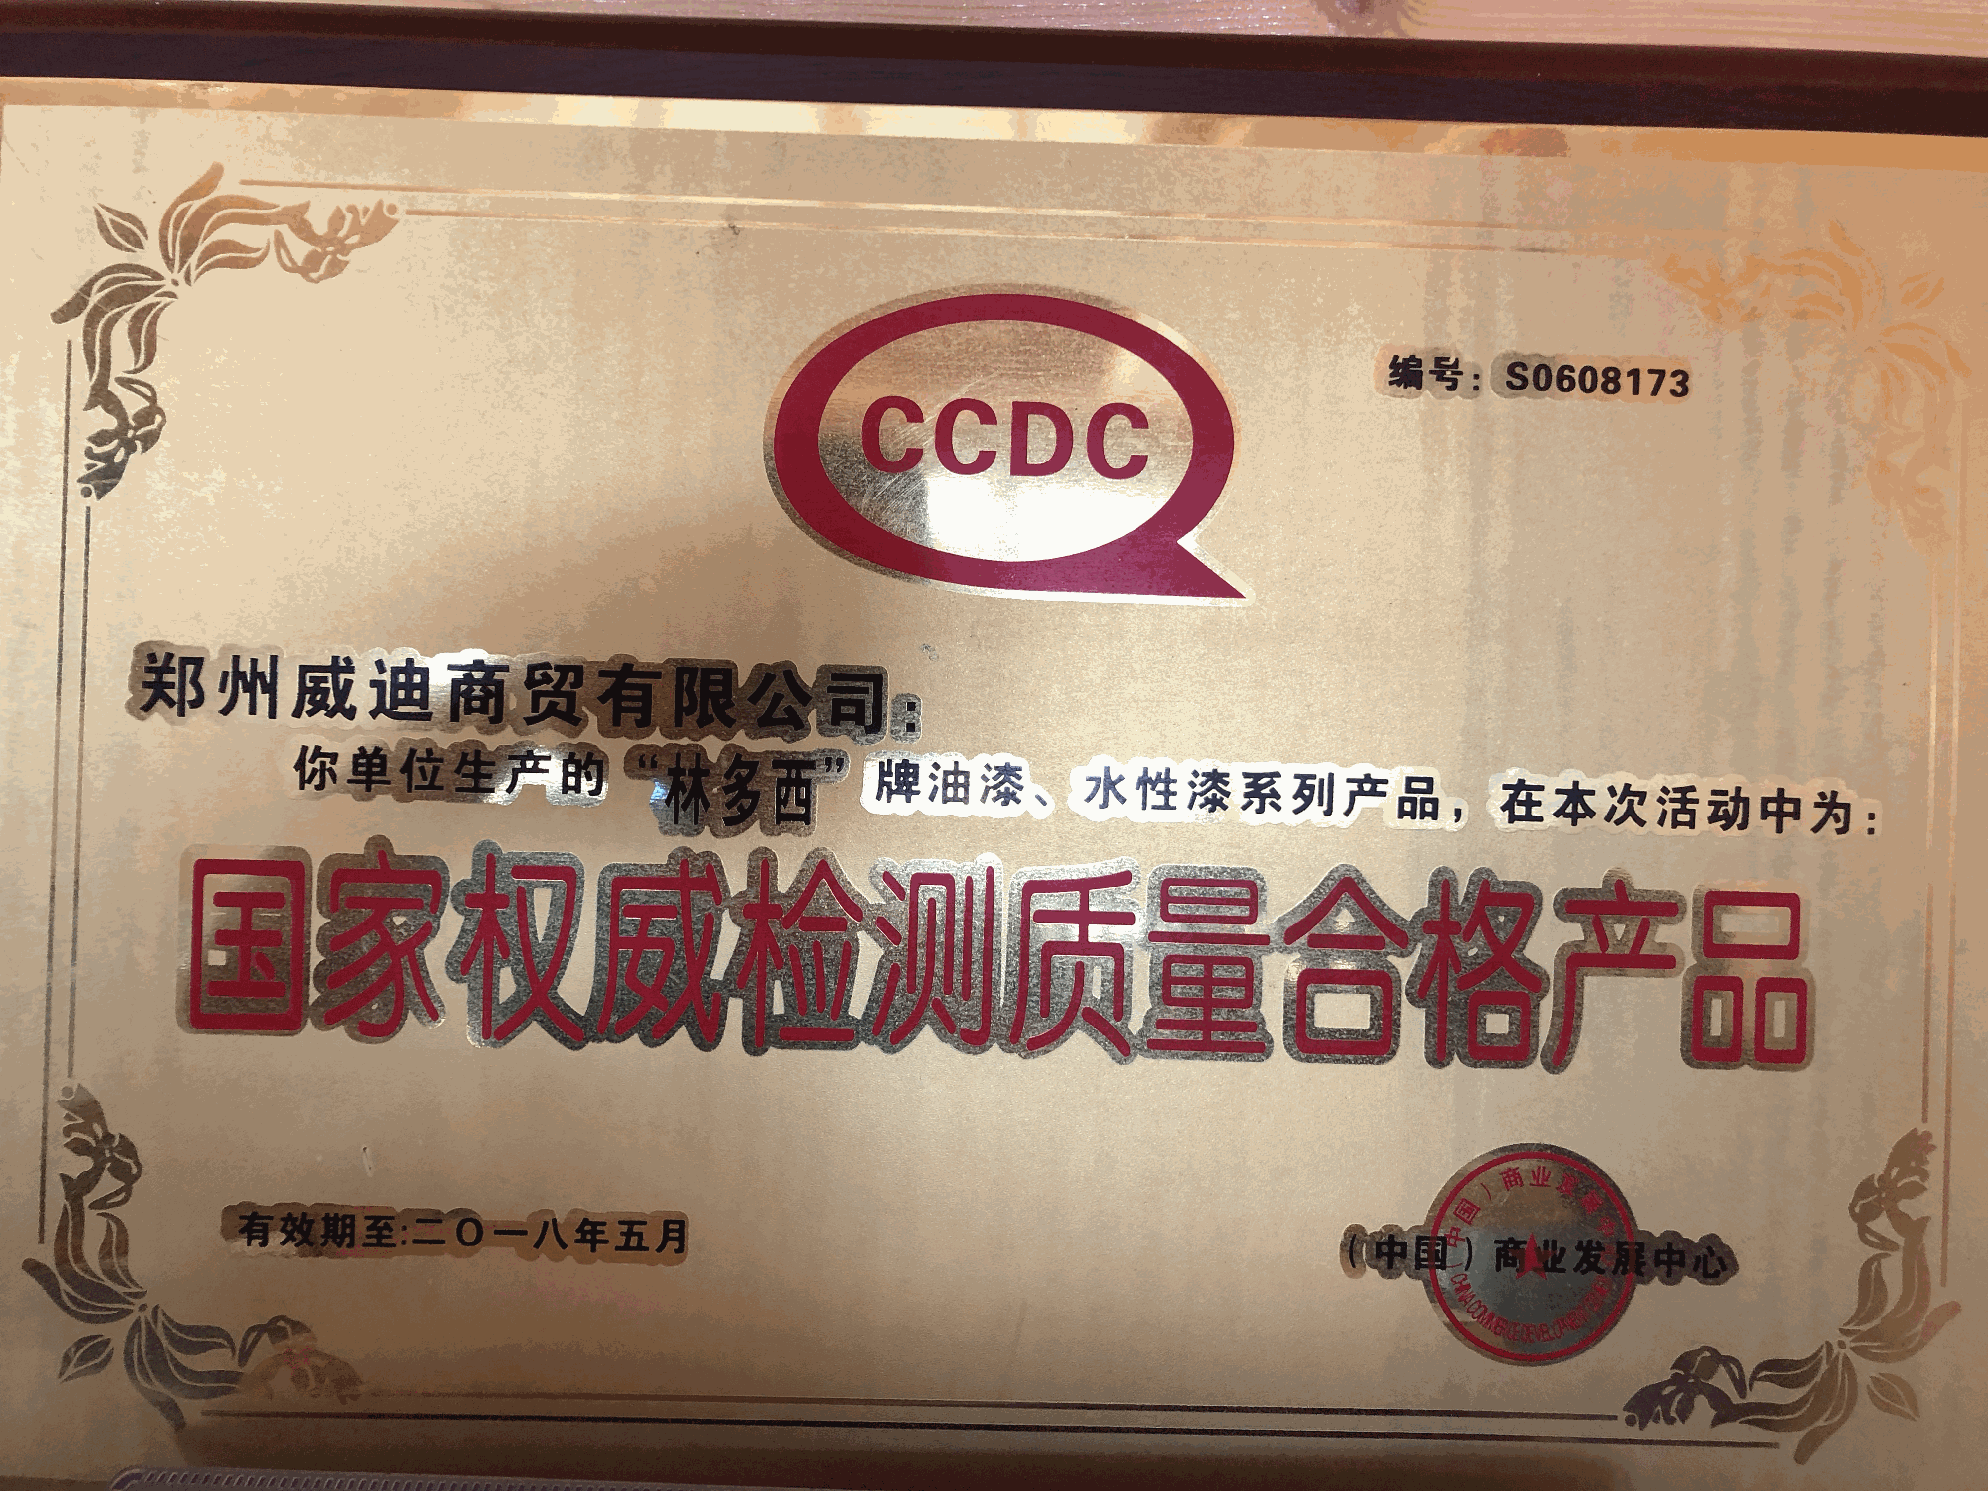 CCDC
编号：S0608173
郑州威迪商贸有限公司：
你单位生产的“林多西”牌油漆、水性漆系列产品，在本次活动中为：
国家权威检测质量合格产品
有效期至:二〇一八年五月
（中国）商业发展中心